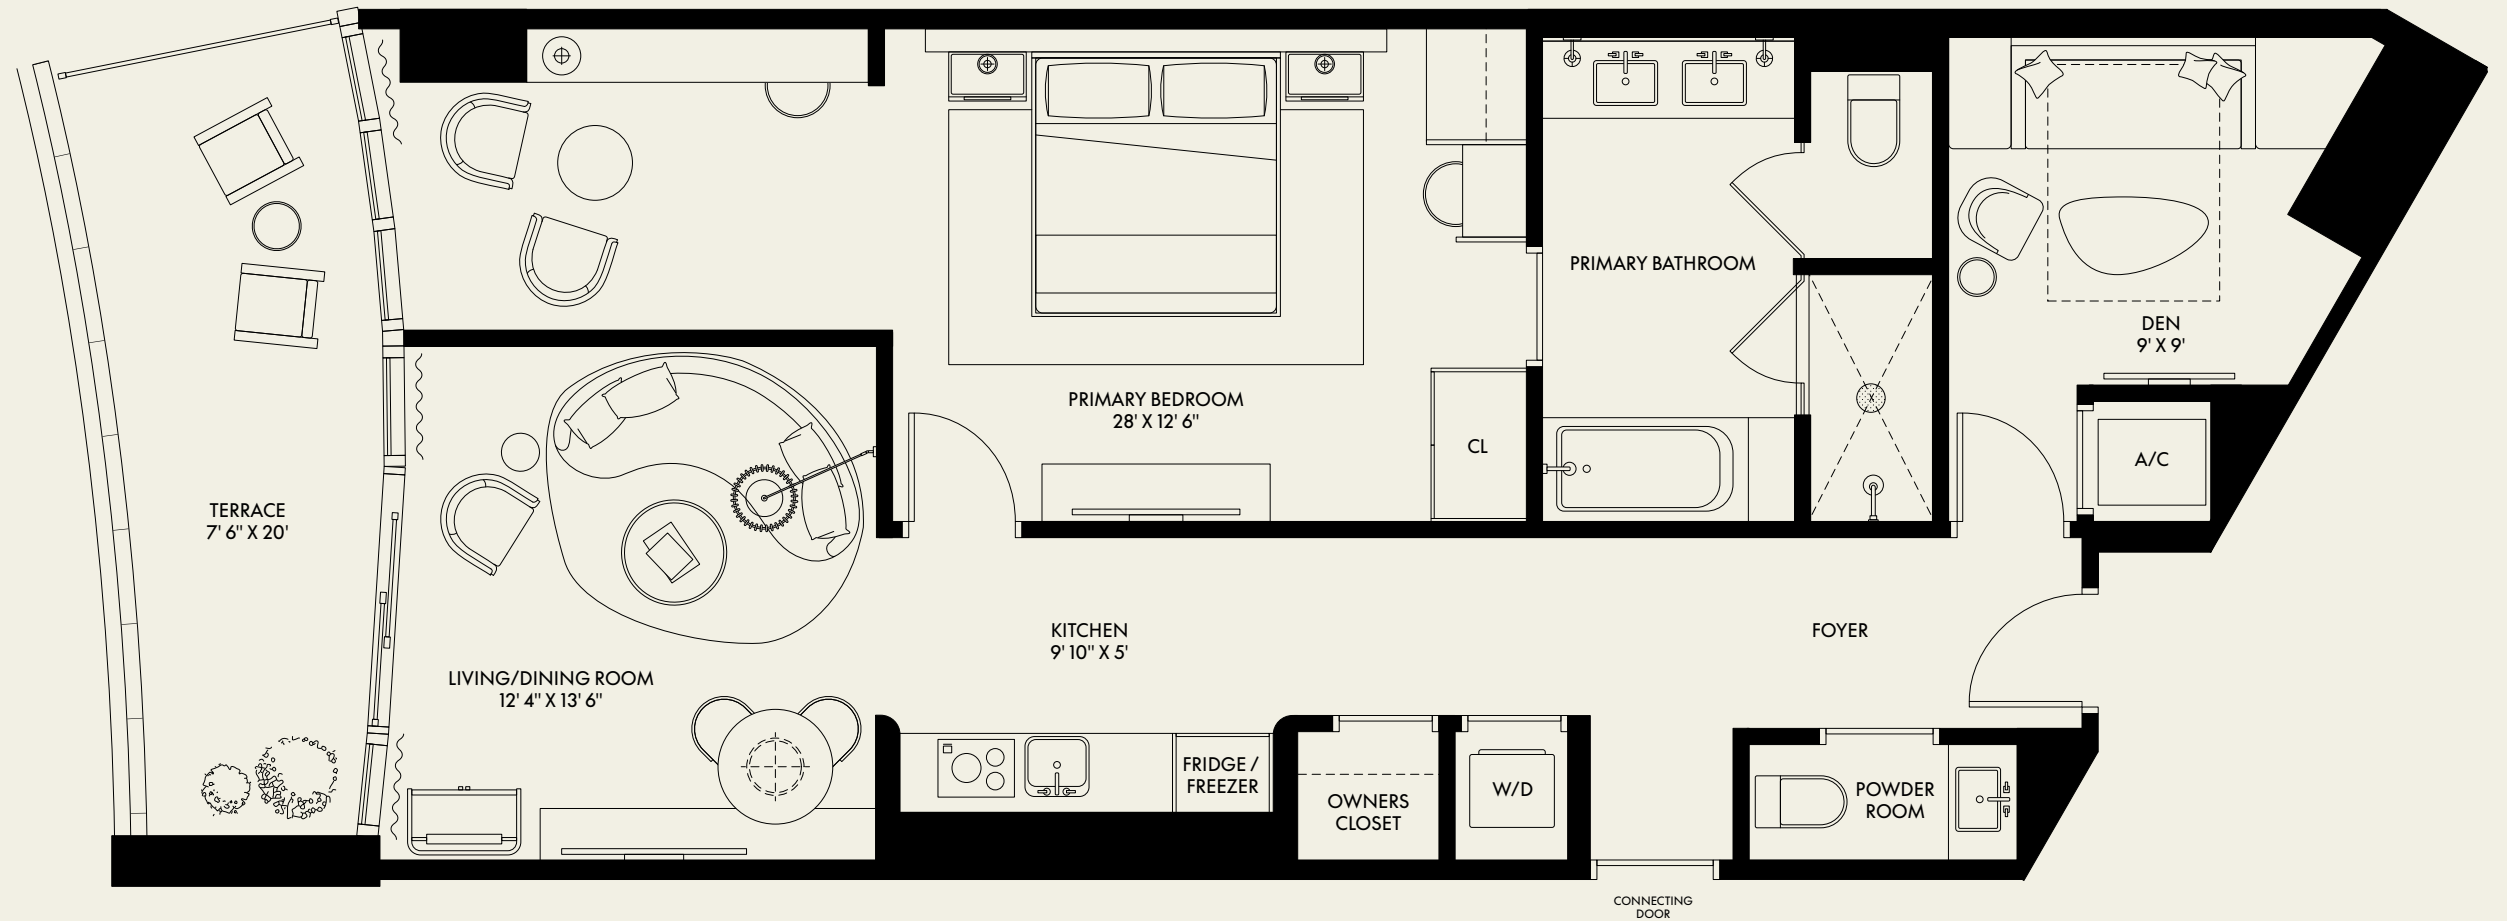 PRIMARY BATHROOM
DEN
9' X 9'
PRIMARY BEDROOM
28' X 12' 6"
CL
X
A/C
TERRACE
7' 6" X 20'
KITCHEN
9' 10" X 5'
FOYER
LIVING/DINING ROOM
12' 4" X 13' 6"
FRIDGE /
FREEZER
OWNERS
CLOSET
W/D
POWDER
ROOM
CONNECTING
DOOR